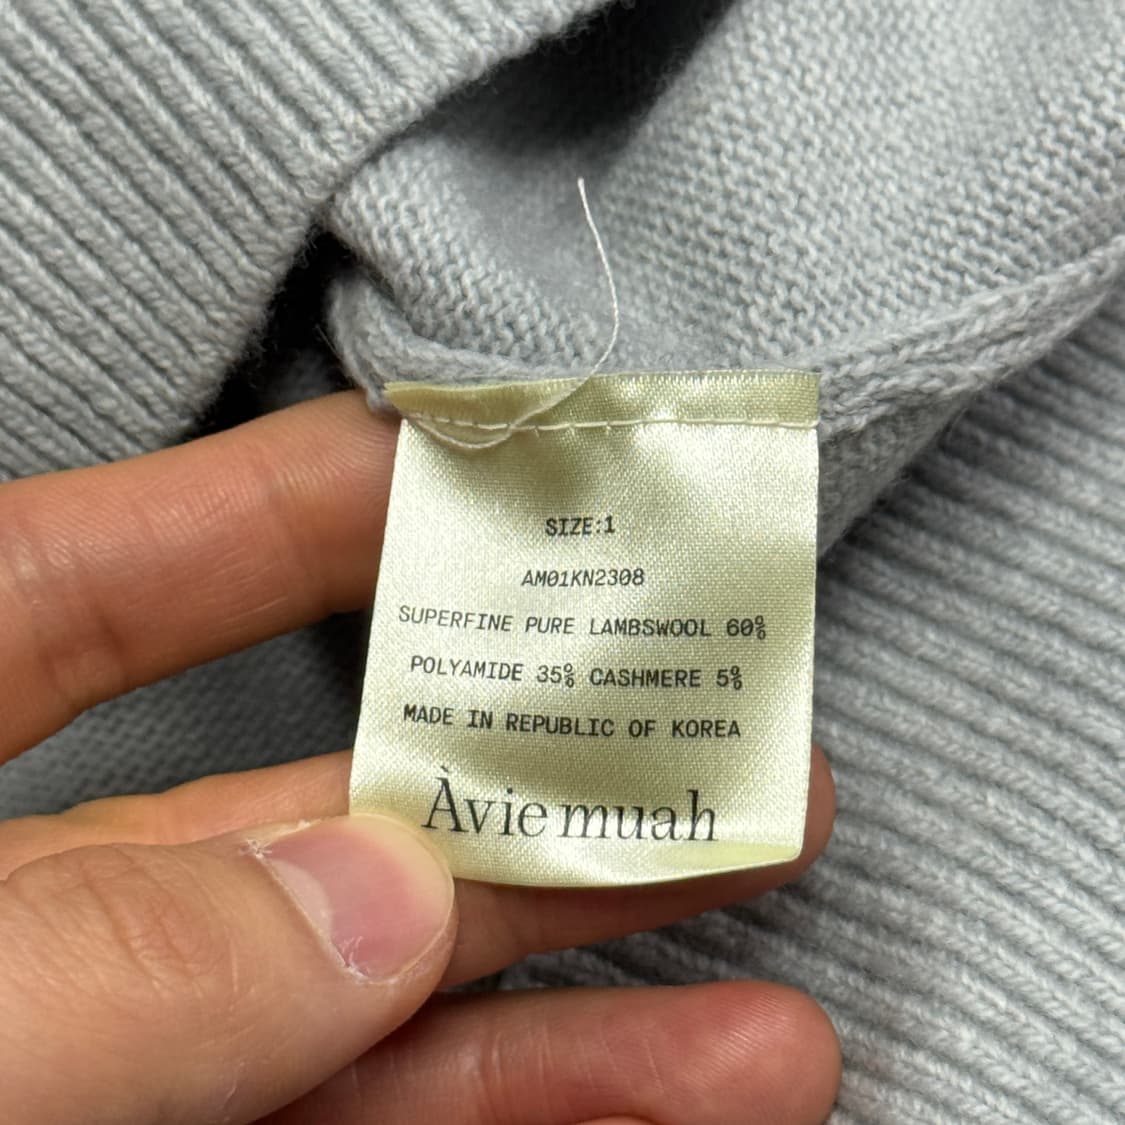 SIZE:1
AM01KN2308
SUPERFINE PURE LAMBSWOOL 60%
POLYAMIDE 35% CASHMERE 5%
MADE IN REPUBLIC OF KOREA
Àvie muah